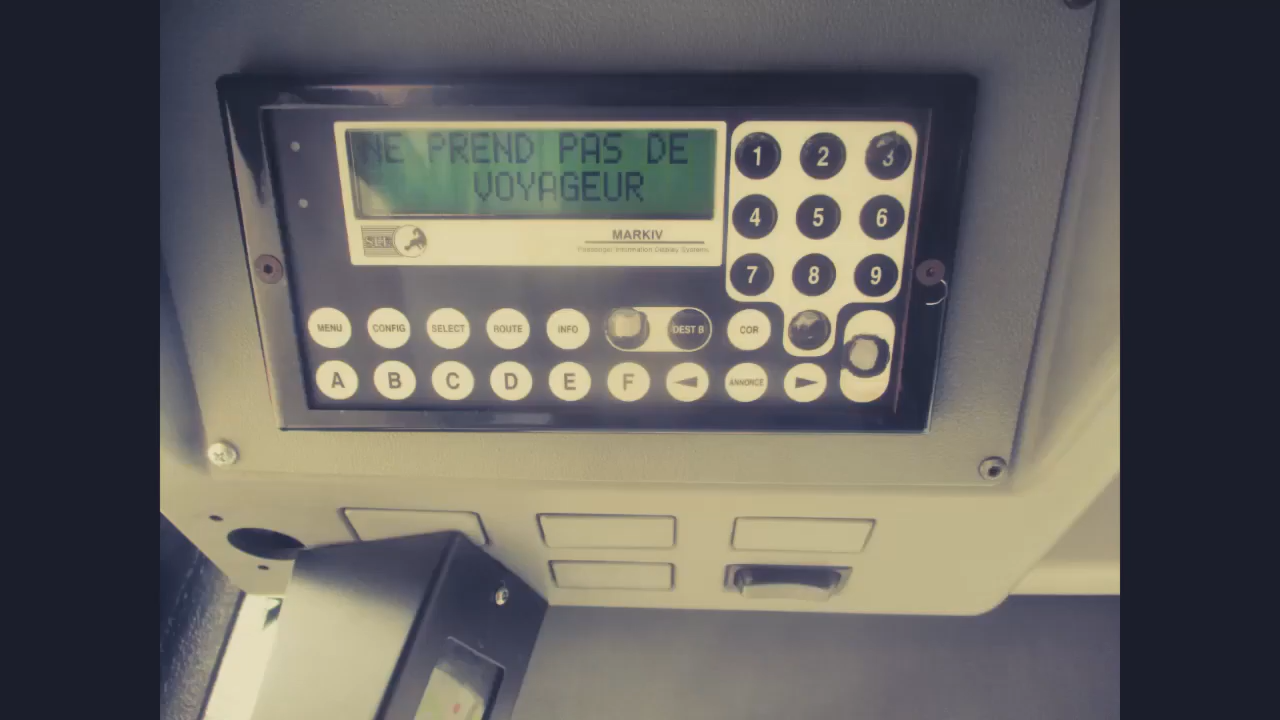 NE PREND PAS DE
VOYAGEUR
MARKIV
Passenger Information Display Systems
1 2 3
4 5 6
7 8 9
MENU CONFIG SELECT ROUTE INFO DEST B COR
A B C D E F ANNONCE